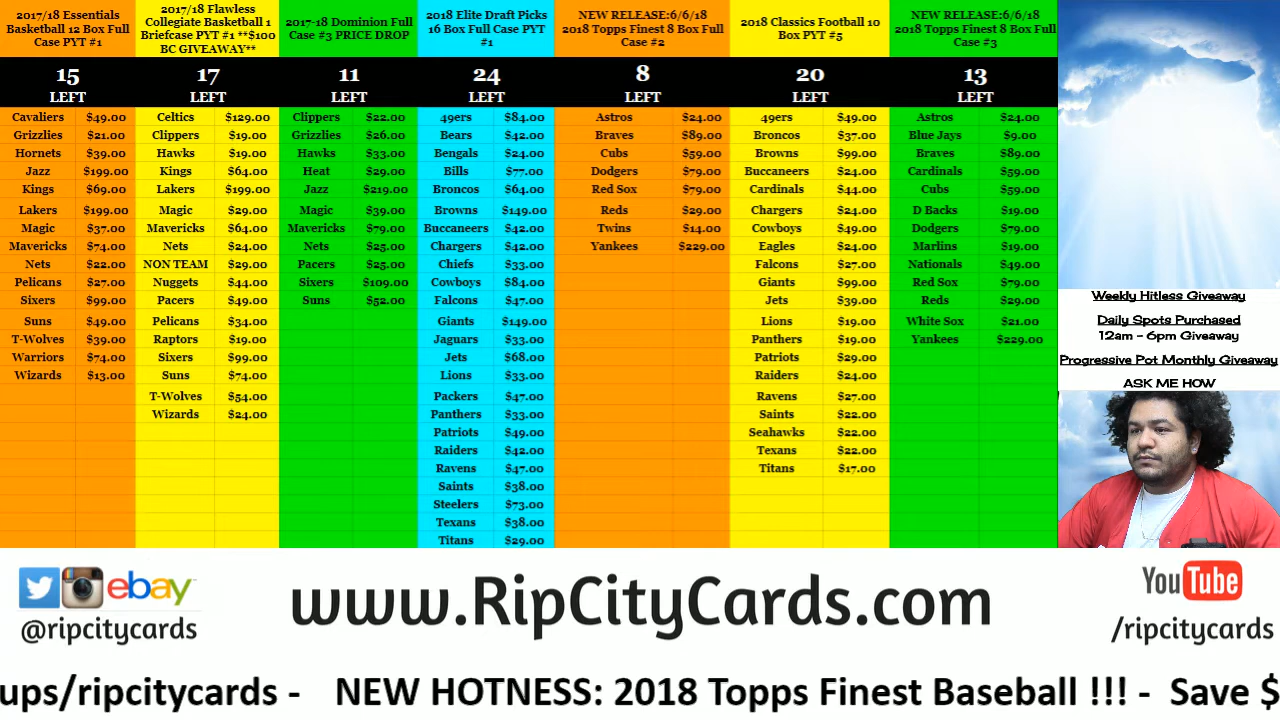 2017/18 Essentials
Basketball 12 Box Full
Case PYT #1
15
LEFT
Cavaliers $49.00
Grizzlies $21.00
Hornets $39.00
Jazz $199.00
Kings $69.00
Lakers $199.00
Magic $37.00
Mavericks $74.00
Nets $22.00
Pelicans $27.00
Sixers $99.00
Suns $49.00
T-Wolves $39.00
Warriors $74.00
Wizards $13.00
2017/18 Flawless
Collegiate Basketball 1
Briefcase PYT #1 **$100
BC GIVEAWAY**
17
LEFT
Celtics $129.00
Clippers $19.00
Hawks $19.00
Kings $64.00
Lakers $199.00
Magic $29.00
Mavericks $64.00
Nets $24.00
NON TEAM $29.00
Nuggets $44.00
Pacers $49.00
Pelicans $34.00
Raptors $19.00
Sixers $99.00
Suns $74.00
T-Wolves $54.00
Wizards $24.00
2017-18 Dominion Full
Case #3 PRICE DROP
11
LEFT
Clippers $22.00
Grizzlies $26.00
Hawks $33.00
Heat $29.00
Jazz $219.00
Magic $39.00
Mavericks $79.00
Nets $25.00
Pacers $25.00
Sixers $109.00
Suns $52.00
2018 Elite Draft Picks
16 Box Full Case PYT
#1
24
LEFT
49ers $84.00
Bears $42.00
Bengals $24.00
Bills $77.00
Broncos $64.00
Browns $149.00
Buccaneers $42.00
Chargers $42.00
Chiefs $33.00
Cowboys $84.00
Falcons $47.00
Giants $149.00
Jaguars $33.00
Jets $68.00
Lions $33.00
Packers $47.00
Panthers $33.00
Patriots $49.00
Raiders $42.00
Ravens $47.00
Saints $38.00
Steelers $73.00
Texans $38.00
Titans $29.00
NEW RELEASE:6/6/18
2018 Topps Finest 8 Box Full
Case #2
8
LEFT
Astros $24.00
Braves $89.00
Cubs $59.00
Dodgers $79.00
Red Sox $79.00
Reds $29.00
Twins $14.00
Yankees $229.00
2018 Classics Football 10
Box PYT #5
20
LEFT
49ers $49.00
Broncos $37.00
Browns $99.00
Buccaneers $24.00
Cardinals $44.00
Chargers $24.00
Cowboys $49.00
Eagles $24.00
Falcons $27.00
Giants $99.00
Jets $39.00
Lions $19.00
Panthers $19.00
Patriots $29.00
Raiders $24.00
Ravens $27.00
Saints $22.00
Seahawks $22.00
Texans $22.00
Titans $17.00
NEW RELEASE:6/6/18
2018 Topps Finest 8 Box Full
Case #3
13
LEFT
Astros $24.00
Blue Jays $9.00
Braves $89.00
Cardinals $59.00
Cubs $59.00
D Backs $19.00
Dodgers $79.00
Marlins $19.00
Nationals $49.00
Red Sox $79.00
Reds $29.00
White Sox $21.00
Yankees $229.00
Weekly Hitless Giveaway
Daily Spots Purchased
12am - 6pm Giveaway
Progressive Pot Monthly Giveaway
ASK ME HOW
ebay
@ripcitycards
www.RipCityCards.com
YouTube
/ripcitycards
ups/ripcitycards - NEW HOTNESS: 2018 Topps Finest Baseball !!! - Save $